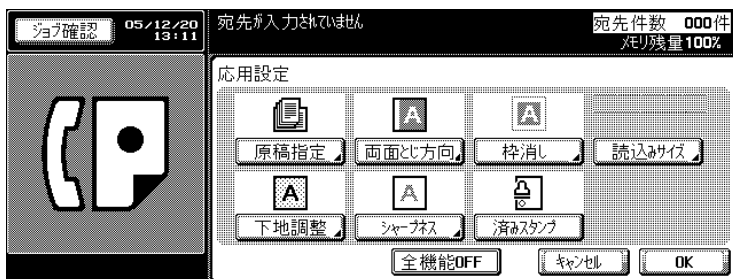 ジョブ確認
05/12/20
13:11
宛先が入力されていません
宛先件数 000件
メモリ残量100%
応用設定
A
A
原稿指定
両面とじ方向
枠消し
読込みサイズ
A
A
下地調整
シャープネス
済みスタンプ
全機能OFF
キャンセル
OK